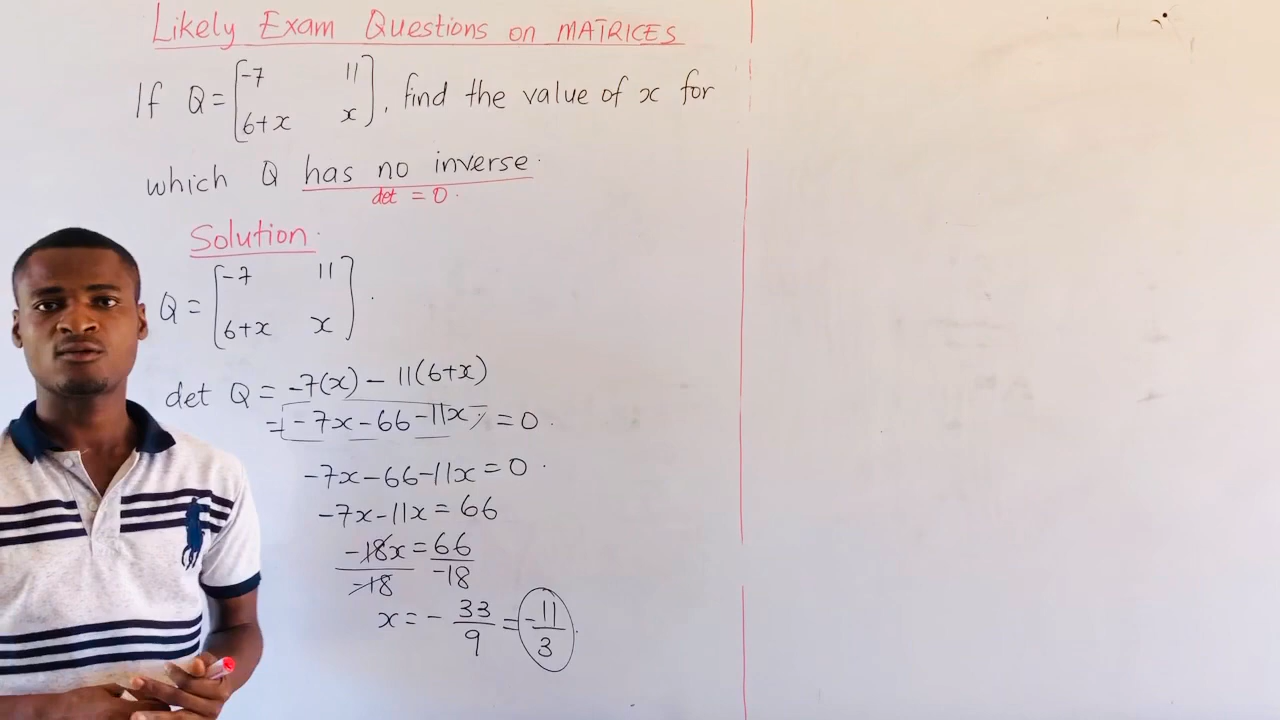 Likely Exam Questions on MATRICES
If Q = [-7 11
6+x x], find the value of x for
which Q has no inverse.
det = 0.
Solution.
Q = [-7 11
6+x x].
det Q = -7(x) - 11(6+x)
= -7x - 66 - 11x = 0.
-7x - 66 - 11x = 0.
-7x - 11x = 66
-18x = 66
-18 -18
x = - 33/9 = -11/3.